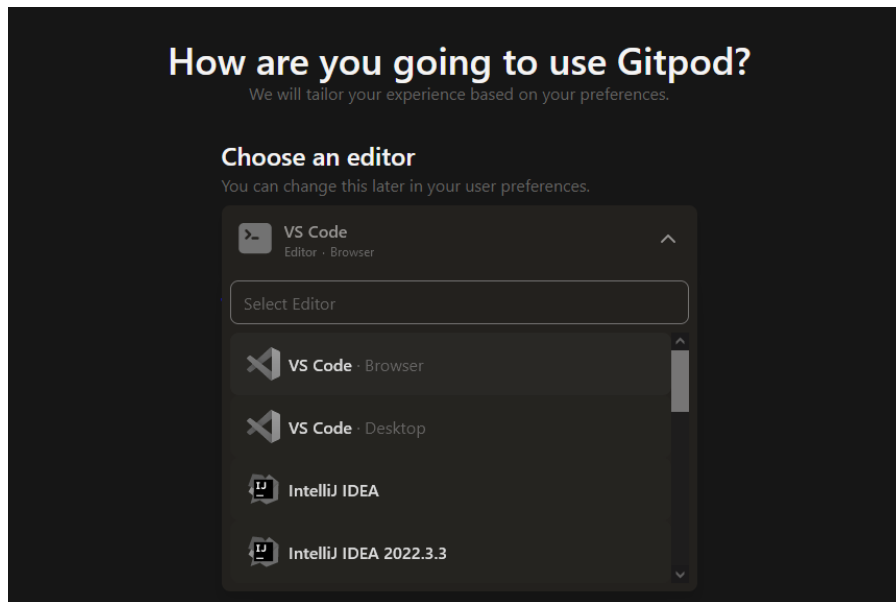 How are you going to use Gitpod?
We will tailor your experience based on your preferences.
Choose an editor
You can change this later in your user preferences.
VS Code
Editor · Browser
Select Editor
VS Code · Browser
VS Code · Desktop
IJ IntelliJ IDEA
IJ IntelliJ IDEA 2022.3.3